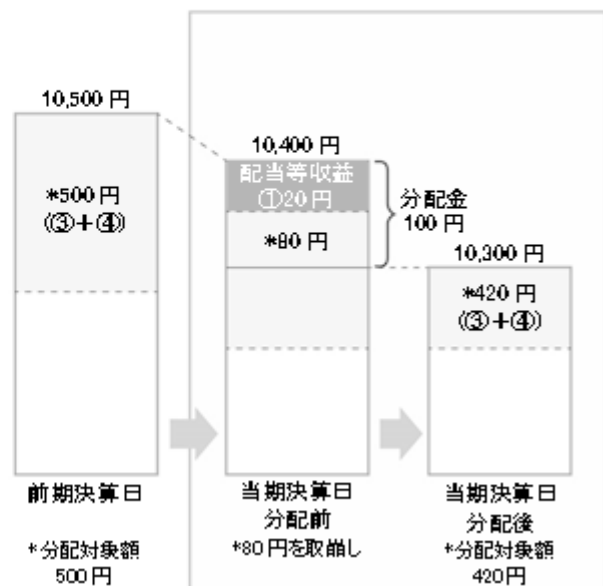 10,500 円
*500 円
(③+④)
前期決算日
*分配対象額
500 円
10,400 円
配当等収益
①20 円
*80 円
分配金
100 円
当期決算日
分配前
*80 円を取崩し
10,300 円
*420 円
(③+④)
当期決算日
分配後
*分配対象額
420円